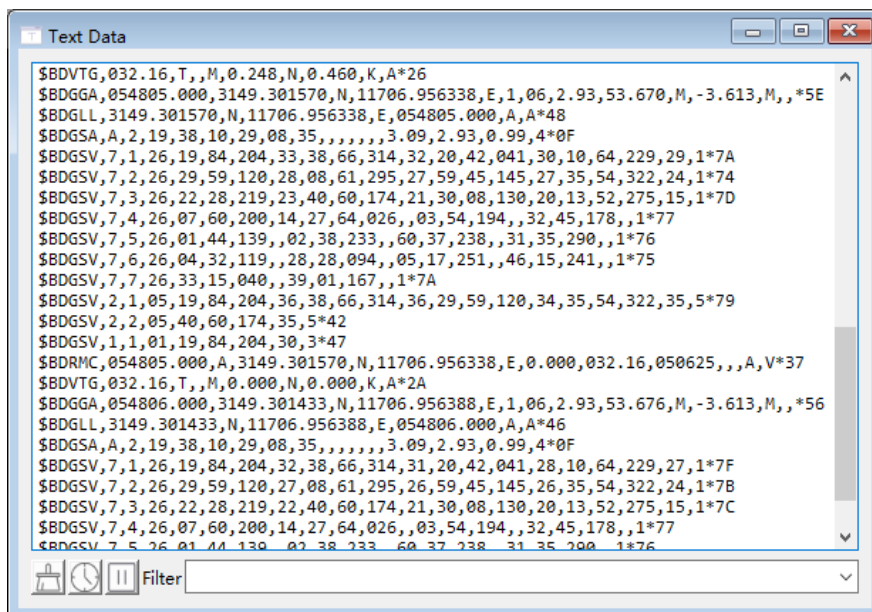 Text Data
$BDVTG,032.16,T,,M,0.248,N,0.460,K,A*26
$BDGGA,054805.000,3149.301570,N,11706.956338,E,1,06,2.93,53.670,M,-3.613,M,,*5E
$BDGLL,3149.301570,N,11706.956338,E,054805.000,A,A*48
$BDGSA,A,2,19,38,10,29,08,35,,,,,,,3.09,2.93,0.99,4*0F
$BDGSV,7,1,26,19,84,204,33,38,66,314,32,20,42,041,30,10,64,229,29,1*7A
$BDGSV,7,2,26,29,59,120,28,08,61,295,27,59,45,145,27,35,54,322,24,1*74
$BDGSV,7,3,26,22,28,219,23,40,60,174,21,30,08,130,20,13,52,275,15,1*7D
$BDGSV,7,4,26,07,60,200,14,27,64,026,,03,54,194,,32,45,178,,1*77
$BDGSV,7,5,26,01,44,139,,02,38,233,,60,37,238,,31,35,290,,1*76
$BDGSV,7,6,26,04,32,119,,28,28,094,,05,17,251,,46,15,241,,1*75
$BDGSV,7,7,26,33,15,040,,39,01,167,,1*7A
$BDGSV,2,1,05,19,84,204,36,38,66,314,36,29,59,120,34,35,54,322,35,5*79
$BDGSV,2,2,05,40,60,174,35,5*42
$BDGSV,1,1,01,19,84,204,30,3*47
$BDRMC,054805.000,A,3149.301570,N,11706.956338,E,0.000,032.16,050625,,,A,V*37
$BDVTG,032.16,T,,M,0.000,N,0.000,K,A*2A
$BDGGA,054806.000,3149.301433,N,11706.956388,E,1,06,2.93,53.676,M,-3.613,M,,*56
$BDGLL,3149.301433,N,11706.956388,E,054806.000,A,A*46
$BDGSA,A,2,19,38,10,29,08,35,,,,,,,3.09,2.93,0.99,4*0F
$BDGSV,7,1,26,19,84,204,32,38,66,314,31,20,42,041,28,10,64,229,27,1*7F
$BDGSV,7,2,26,29,59,120,27,08,61,295,26,59,45,145,26,35,54,322,24,1*7B
$BDGSV,7,3,26,22,28,219,22,40,60,174,21,30,08,130,20,13,52,275,15,1*7C
$BDGSV,7,4,26,07,60,200,14,27,64,026,,03,54,194,,32,45,178,,1*77
$BDGSV,7,5,26,01,44,139,,02,38,233,,60,37,238,,31,35,290,,1*76
Filter